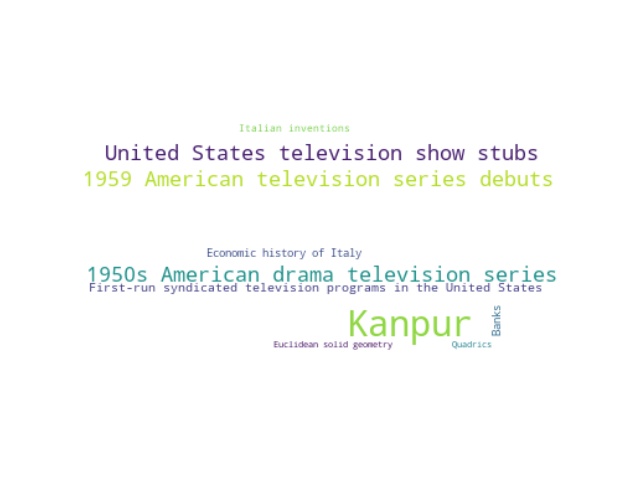 Italian inventions
United States television show stubs
1959 American television series debuts
Economic history of Italy
1950s American drama television series
First-run syndicated television programs in the United States
Kanpur
Banks
Euclidean solid geometry
Quadrics